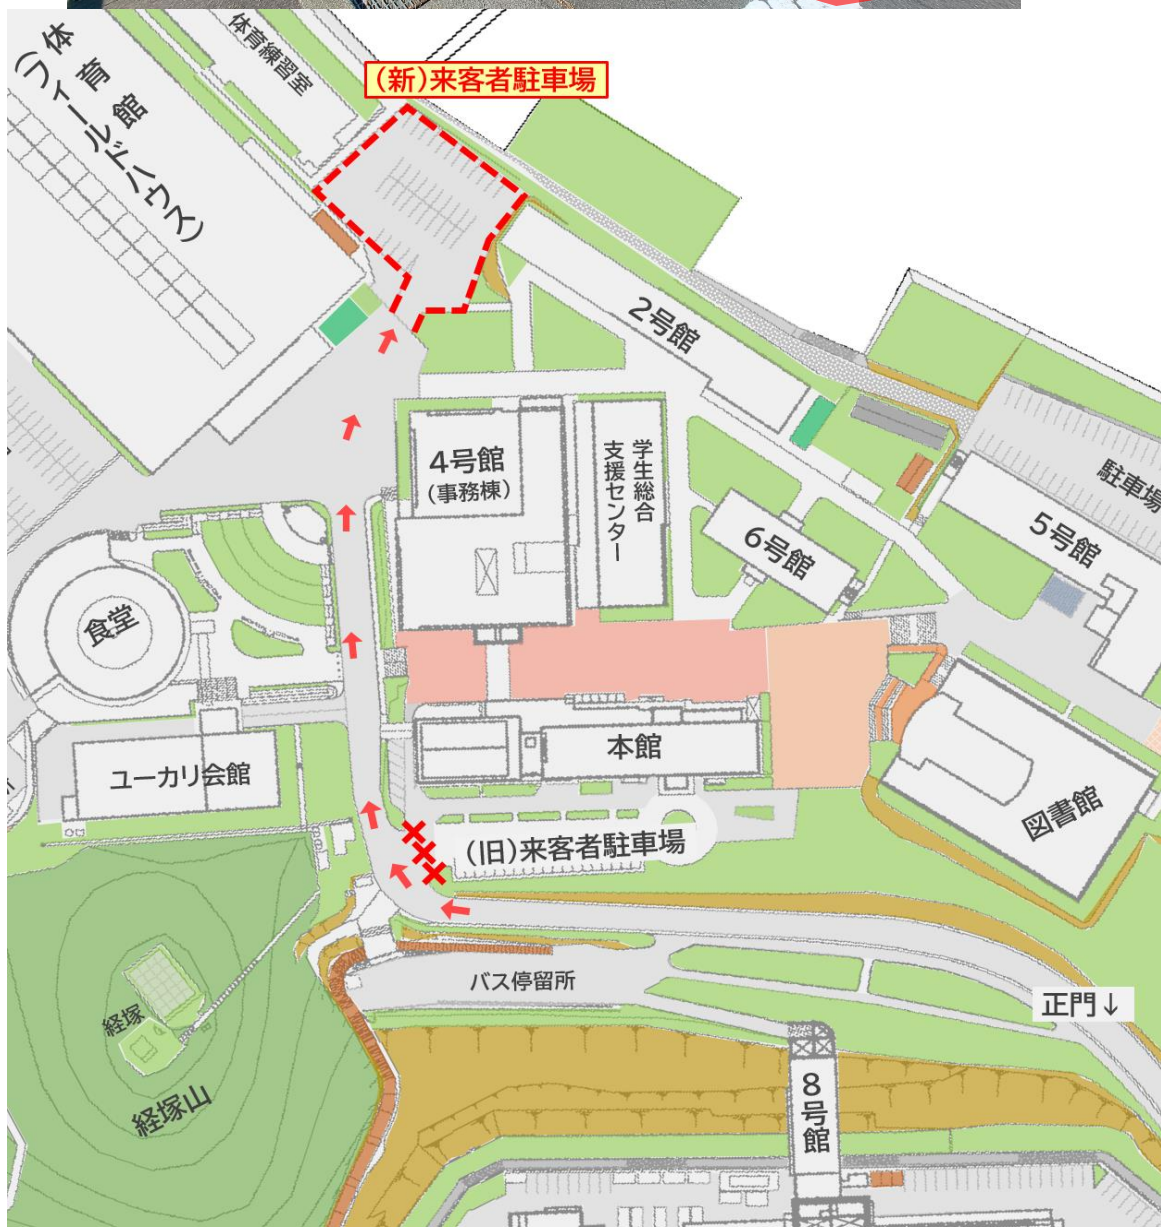 (新)来客者駐車場
体育館
(フィールドハウス)
体育練習室
2号館
4号館
(事務棟)
学生総合
支援センター
駐車場
5号館
6号館
食堂
本館
ユーカリ会館
図書館
(旧)来客者駐車場
バス停留所
正門↓
経塚
経塚山
8号館